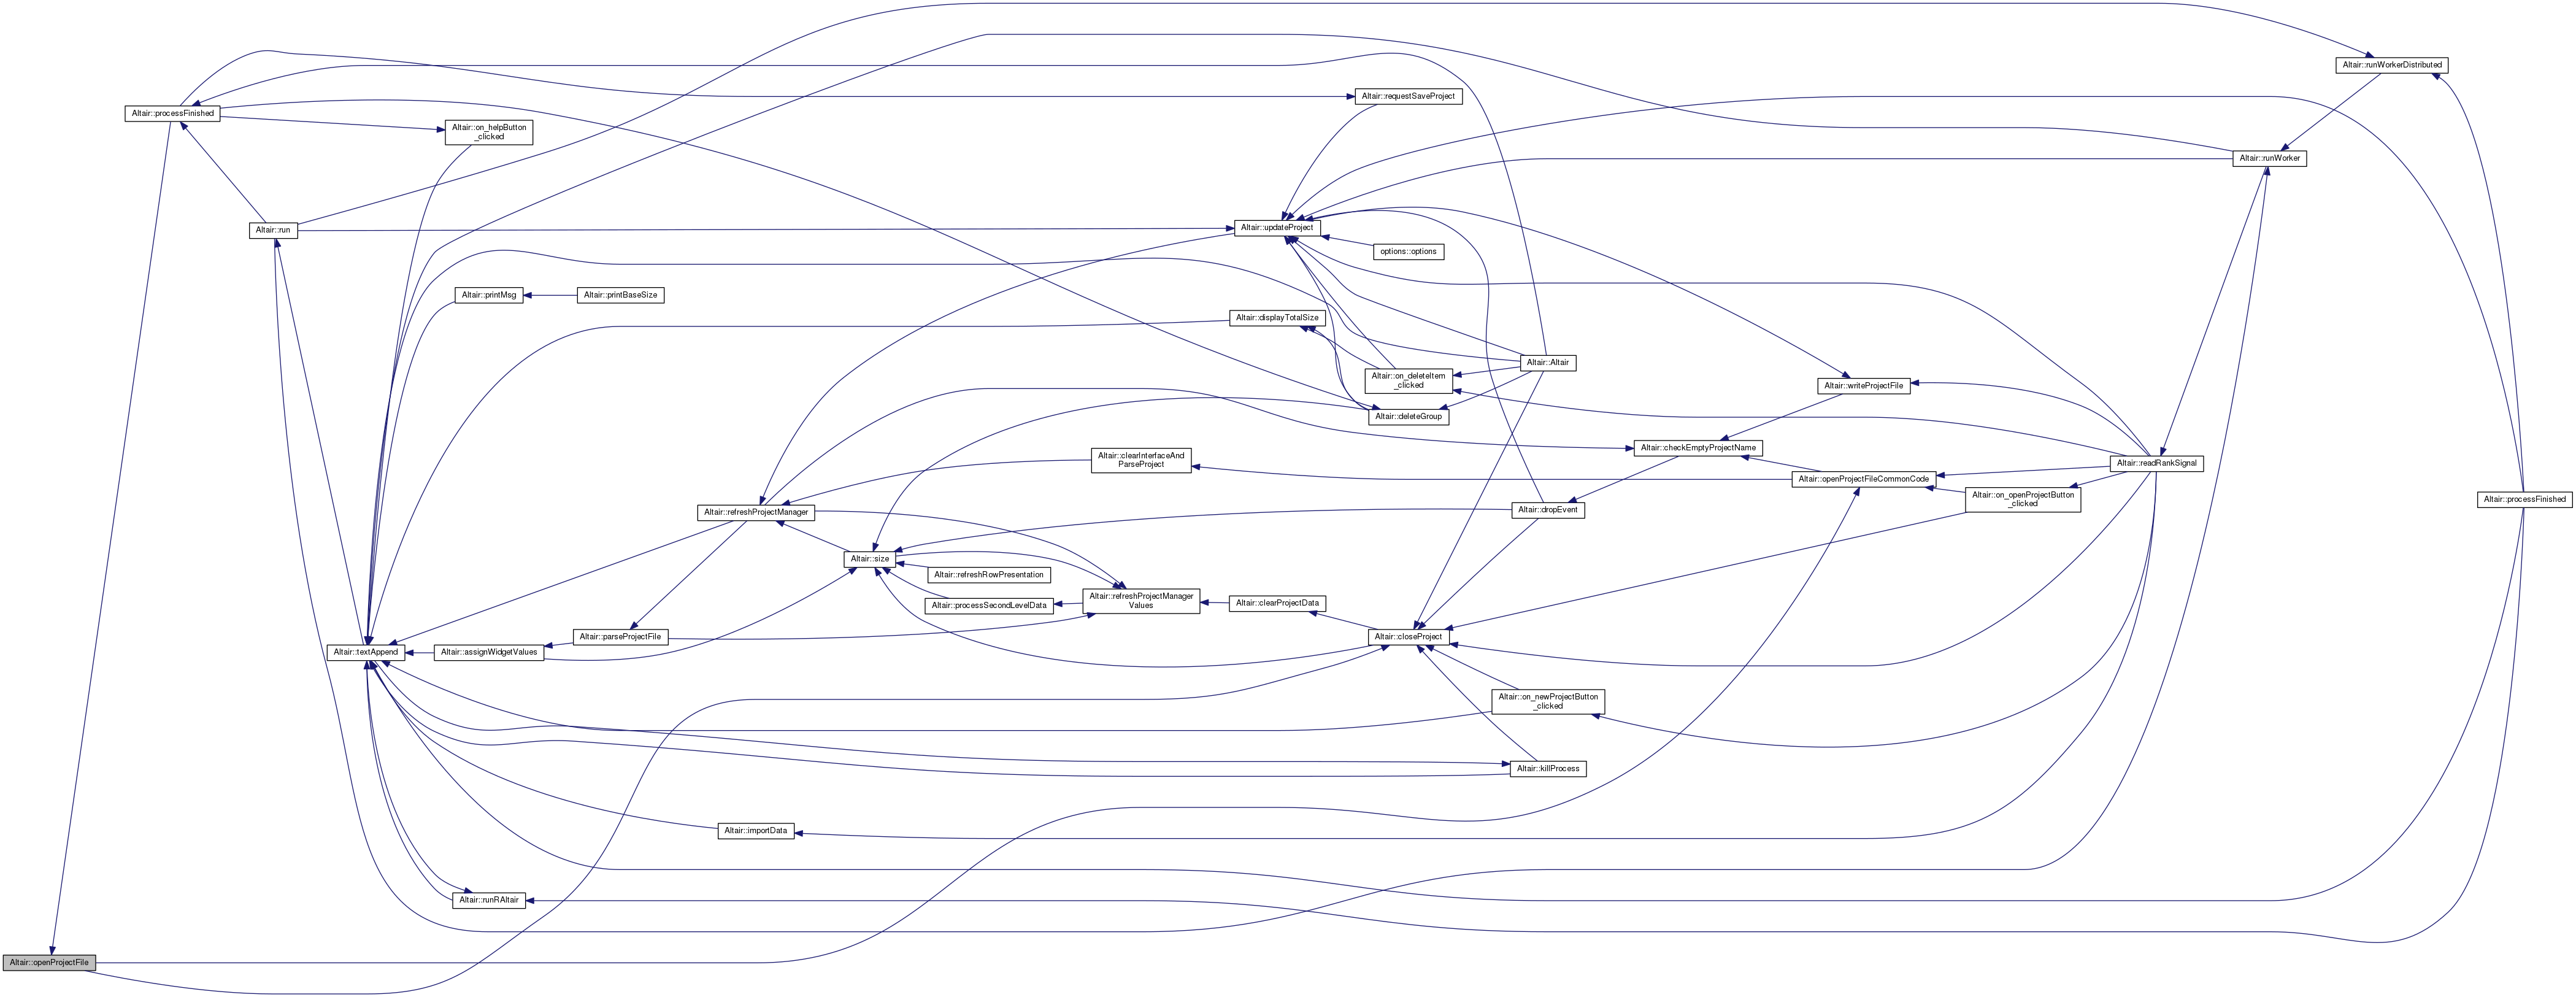 Altair::runWorkerDistributed
Altair::requestSaveProject
Altair::processFinished
Altair::on_helpButton
_clicked
Altair::runWorker
Altair::run
Altair::updateProject
options::options
Altair::printMsg
Altair::printBaseSize
Altair::displayTotalSize
Altair::Altair
Altair::on_deleteItem
_clicked
Altair::writeProjectFile
Altair::deleteGroup
Altair::checkEmptyProjectName
Altair::clearInterfaceAnd
ParseProject
Altair::readRankSignal
Altair::openProjectFileCommonCode
Altair::on_openProjectButton
_clicked
Altair::processFinished
Altair::refreshProjectManager
Altair::dropEvent
Altair::size
Altair::refreshRowPresentation
Altair::processSecondLevelData
Altair::refreshProjectManager
Values
Altair::clearProjectData
Altair::parseProjectFile
Altair::closeProject
Altair::textAppend
Altair::assignWidgetValues
Altair::on_newProjectButton
_clicked
Altair::killProcess
Altair::importData
Altair::runRAltair
Altair::openProjectFile